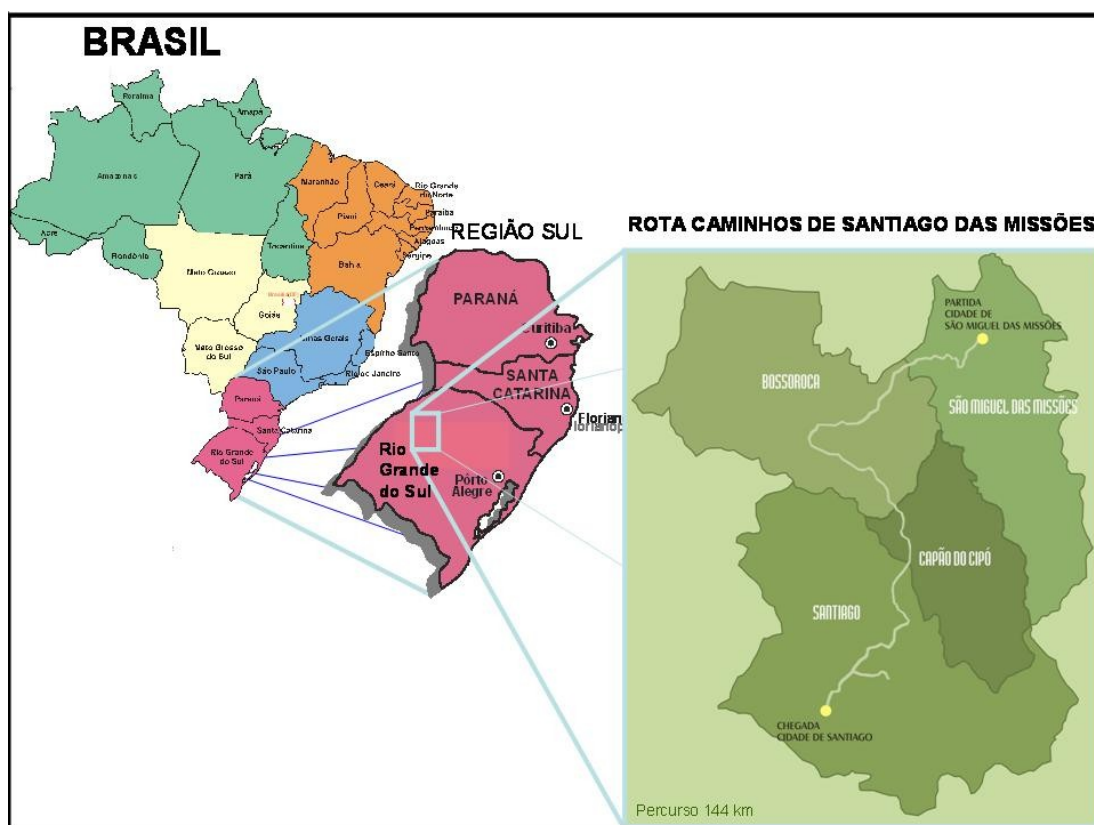 BRASIL
Roraima
Amapá
Amazonas
Pará
Maranhão
Ceará
Rio Grande
do Norte
Piauí
Paraíba
Pernambuco
Alagoas
Sergipe
Acre
Rondônia
Tocantins
Bahia
Mato Grosso
Goiás
Minas Gerais
Mato Grosso
do Sul
Espírito Santo
São Paulo
Rio de Janeiro
Paraná
Santa Catarina
Rio Grande
do Sul
REGIÃO SUL
PARANÁ
Curitiba
SANTA
CATARINA
Florian
Rio
Grande
do Sul
Pôrto
Alegre
ROTA CAMINHOS DE SANTIAGO DAS MISSÕES
PARTIDA
CIDADE DE
SÃO MIGUEL DAS MISSÕES
BOSSOROCA
SÃO MIGUEL DAS MISSÕES
CAPÃO DO CIPÓ
SANTIAGO
CHEGADA
CIDADE DE SANTIAGO
Percurso 144 km